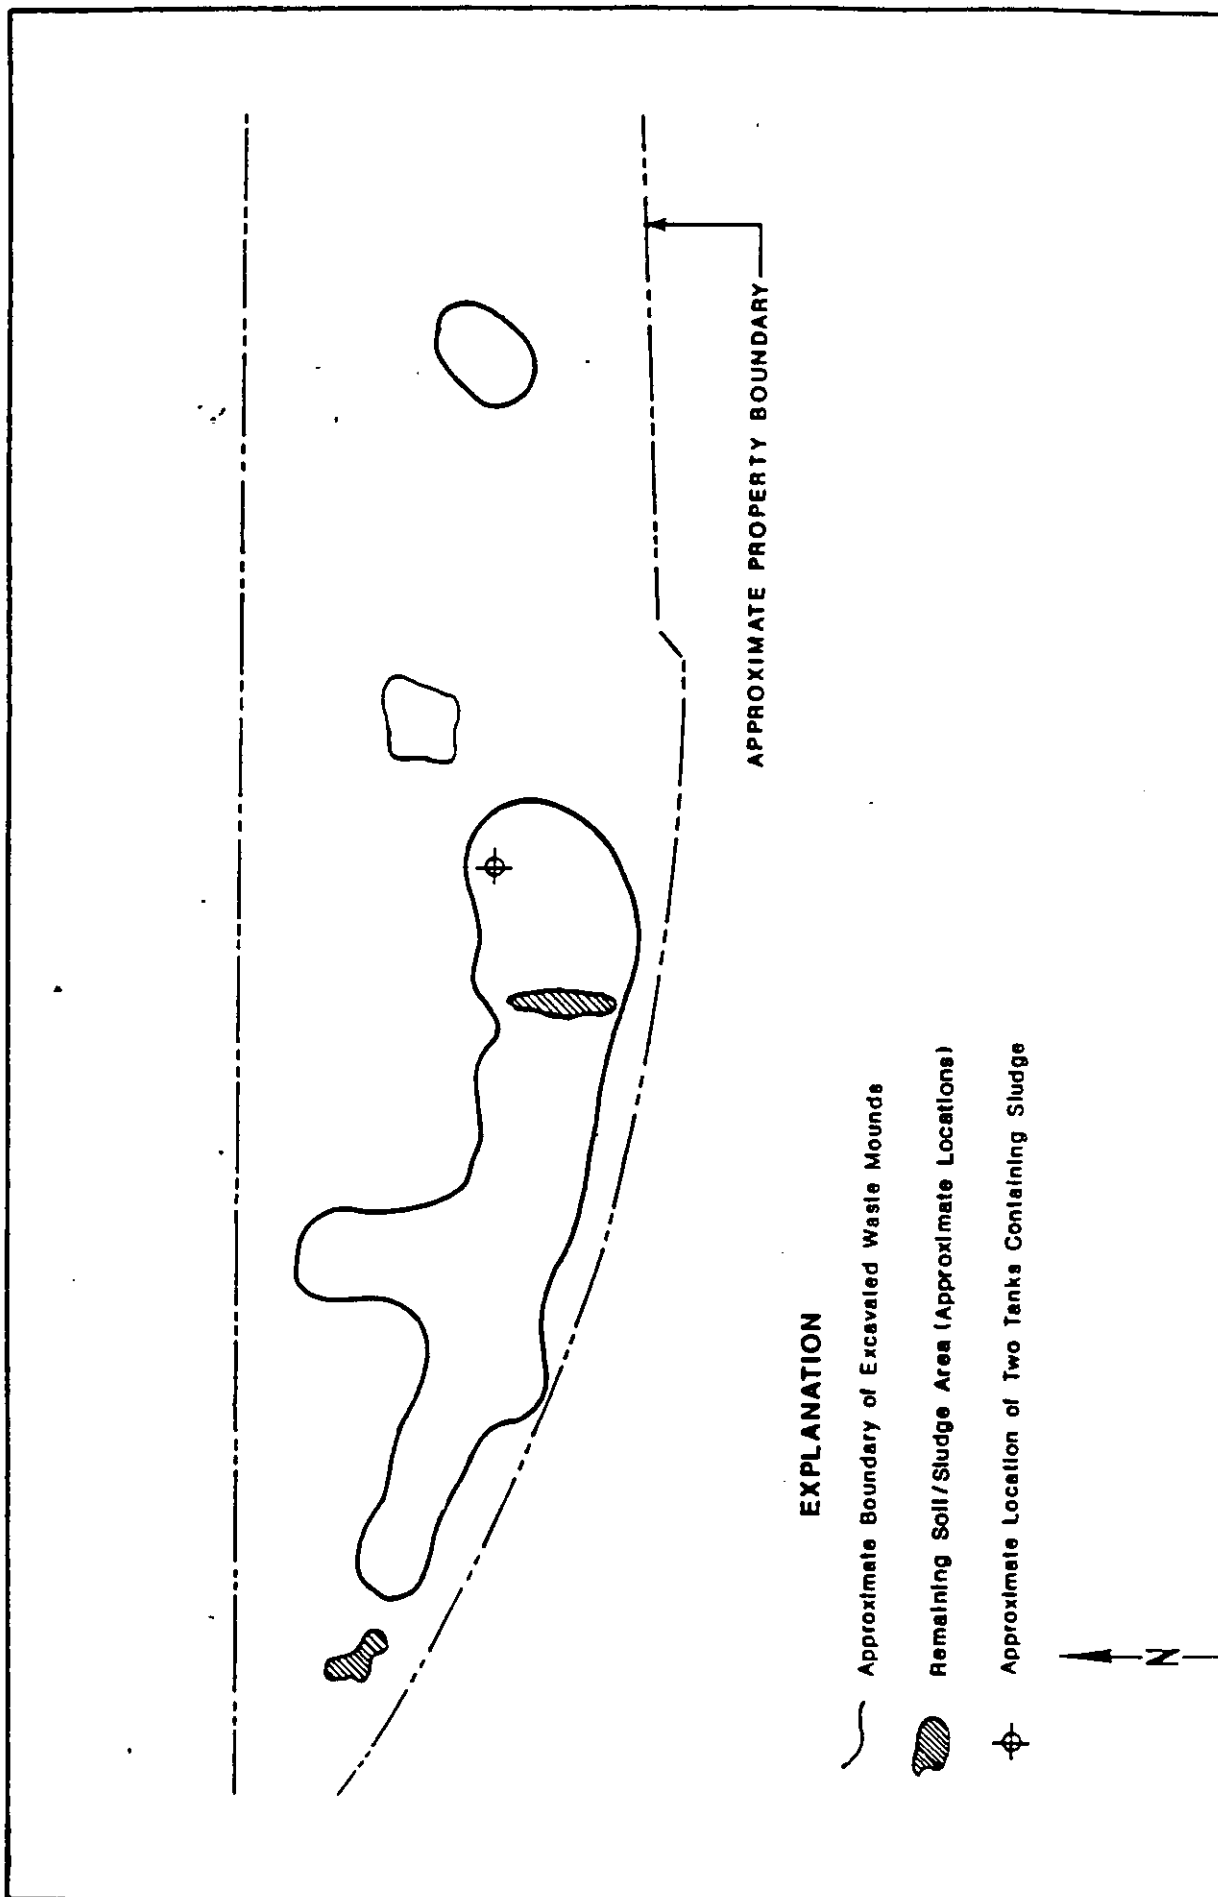 APPROXIMATE PROPERTY BOUNDARY
EXPLANATION
Approximate Boundary of Excavated Waste Mounds
Remaining Soil/Sludge Area (Approximate Locations)
Approximate Location of Two Tanks Containing Sludge
N